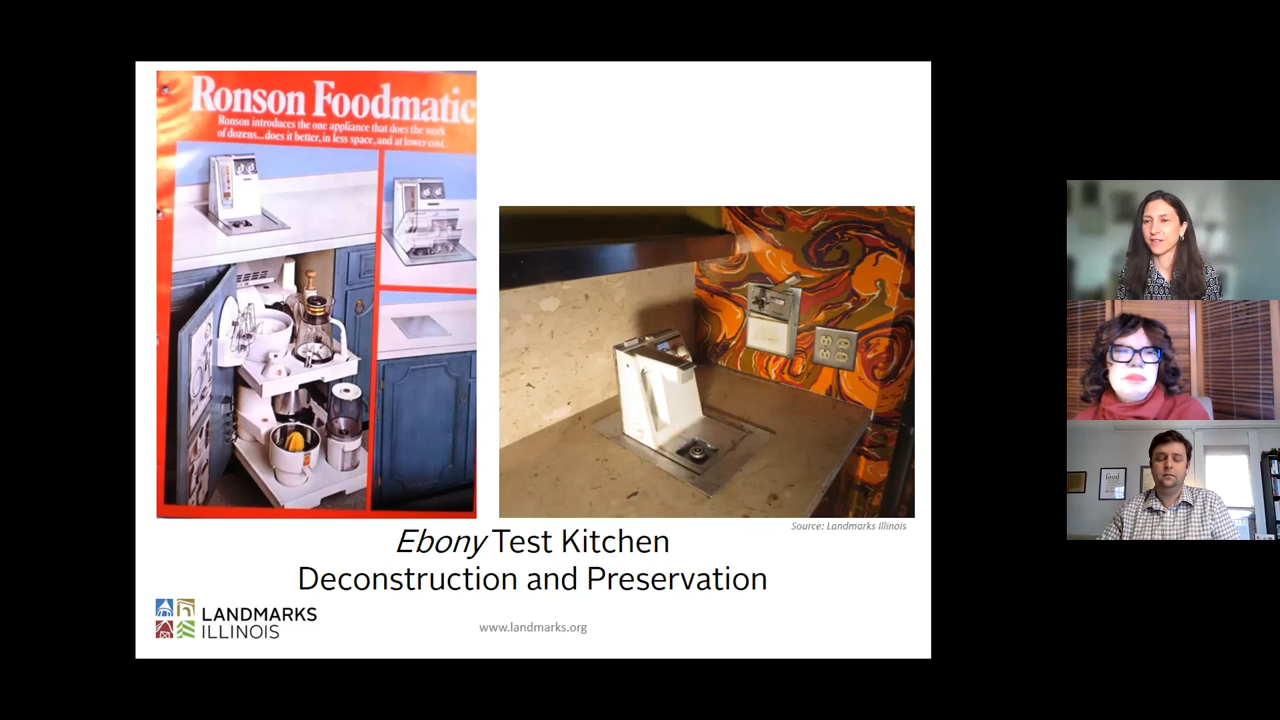 Ronson Foodmatic
Ronson introduces the one appliance that does the work
of dozens...does it better, in less space, and at lower cost.
Source: Landmarks Illinois
Ebony Test Kitchen
Deconstruction and Preservation
LANDMARKS
ILLINOIS
www.landmarks.org
food